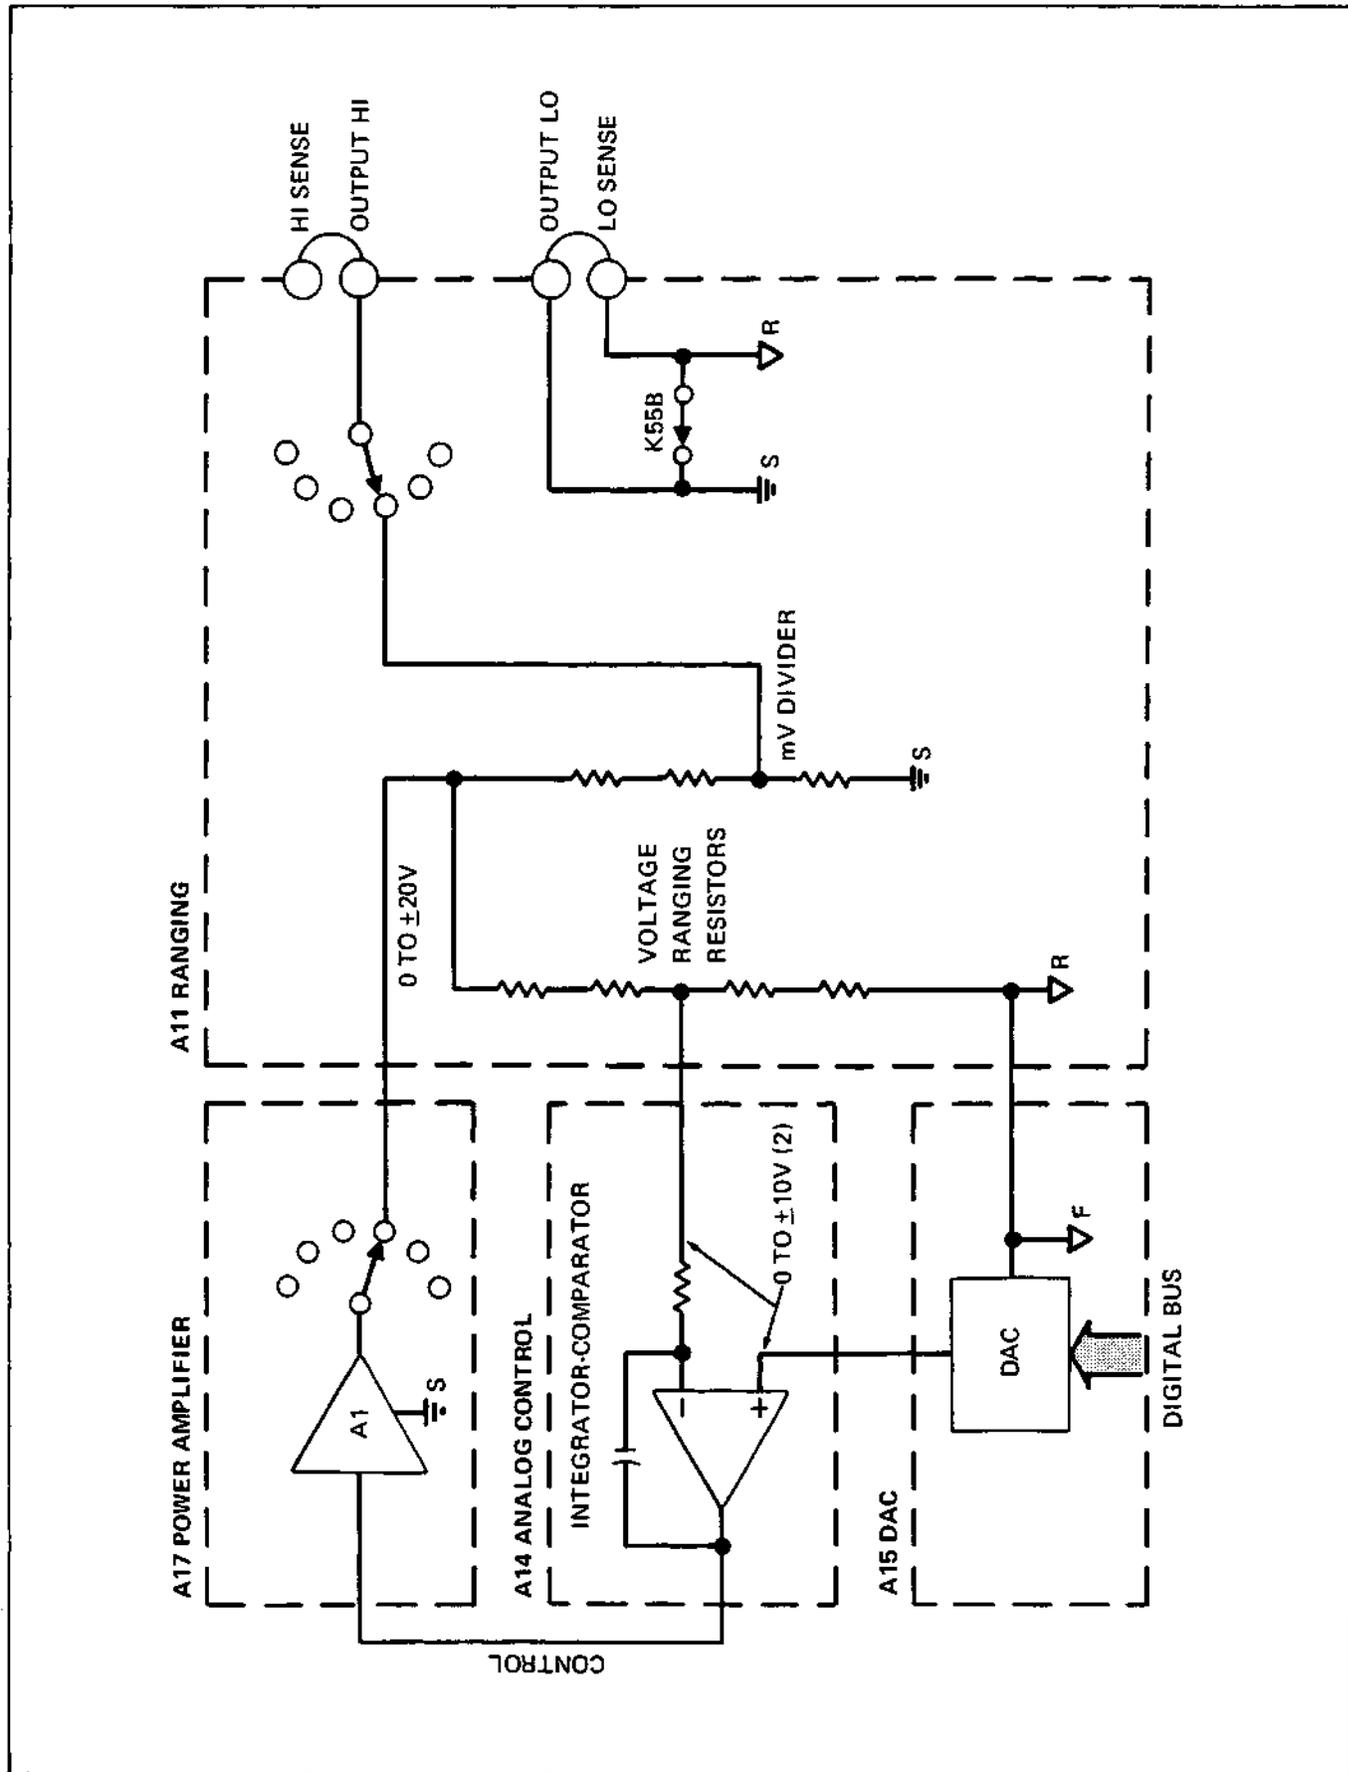 A17 POWER AMPLIFIER
A1
S
A11 RANGING
0 TO ±20V
HI SENSE
OUTPUT HI
CONTROL
A14 ANALOG CONTROL
INTEGRATOR-COMPARATOR
−
+
0 TO ±10V (2)
VOLTAGE
RANGING
RESISTORS
mV DIVIDER
S
K55B
S
R
OUTPUT LO
LO SENSE
A15 DAC
DAC
F
R
DIGITAL BUS